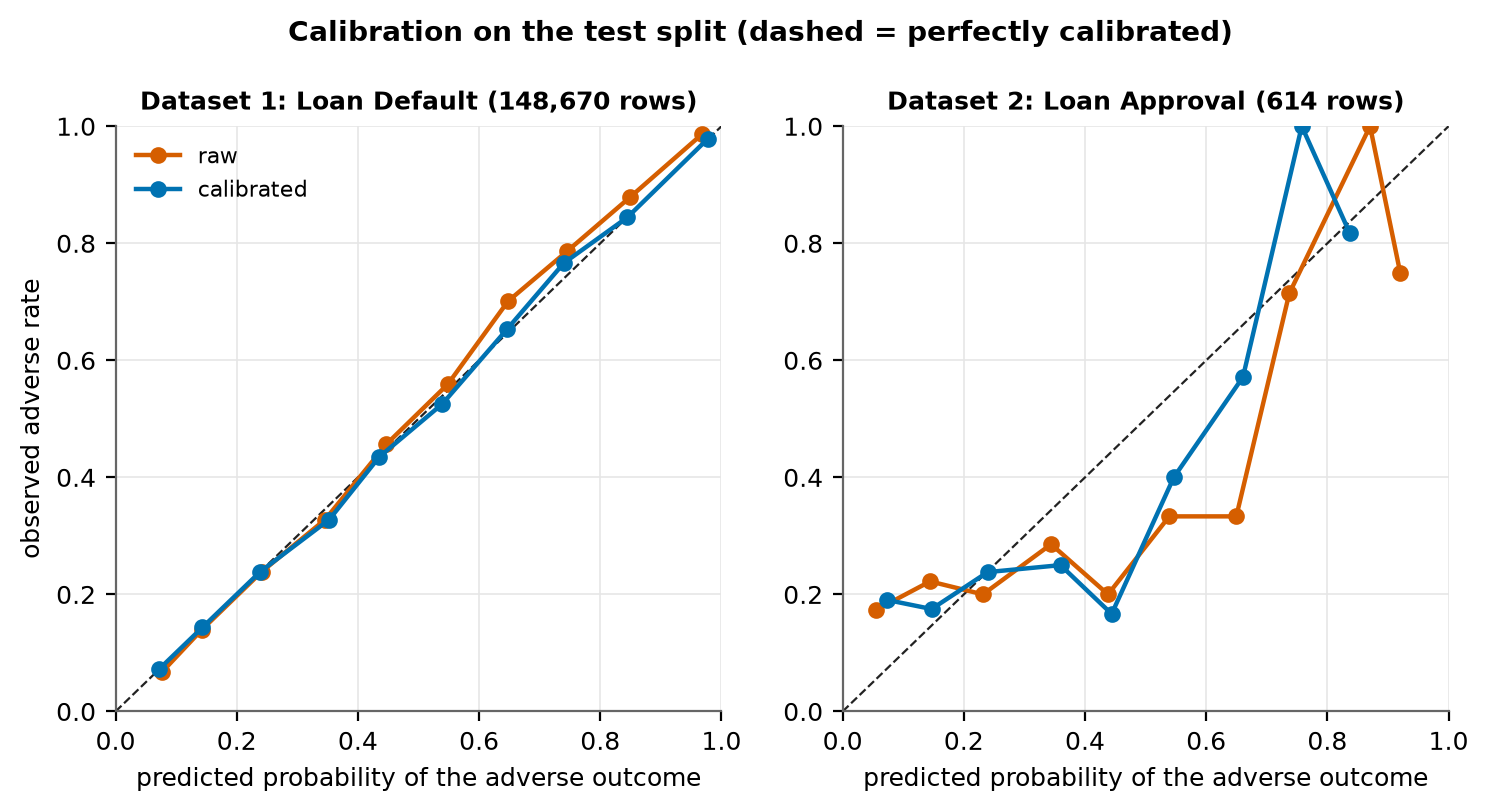 Calibration on the test split (dashed = perfectly calibrated)
Dataset 1: Loan Default (148,670 rows)
raw
calibrated
observed adverse rate
1.0
0.8
0.6
0.4
0.2
0.0
0.0 0.2 0.4 0.6 0.8 1.0
predicted probability of the adverse outcome
Dataset 2: Loan Approval (614 rows)
1.0
0.8
0.6
0.4
0.2
0.0
0.0 0.2 0.4 0.6 0.8 1.0
predicted probability of the adverse outcome